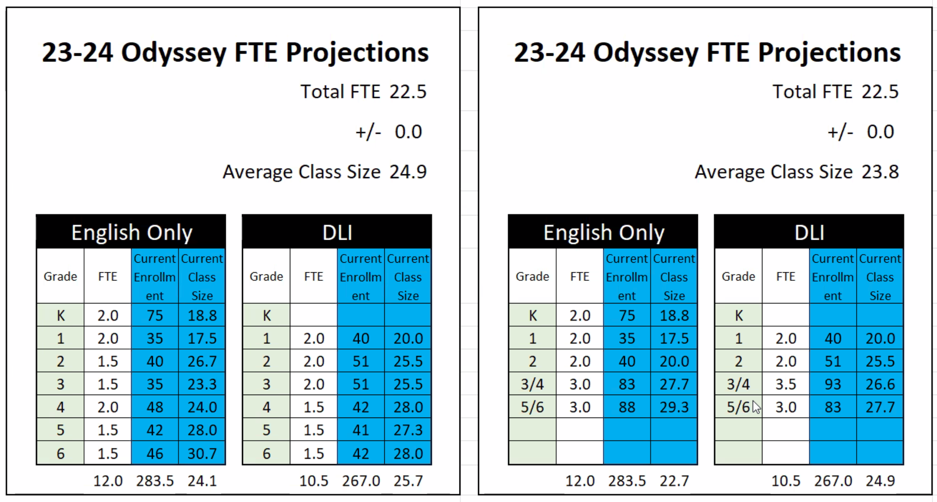 23-24 Odyssey FTE Projections
Total FTE 22.5
+/- 0.0
Average Class Size 24.9
English Only
Grade FTE Current Enrollm ent Current Class Size
K 2.0 75 18.8
1 2.0 35 17.5
2 1.5 40 26.7
3 1.5 35 23.3
4 2.0 48 24.0
5 1.5 42 28.0
6 1.5 46 30.7
12.0 283.5 24.1
DLI
Grade FTE Current Enrollm ent Current Class Size
K
1 2.0 40 20.0
2 2.0 51 25.5
3 2.0 51 25.5
4 1.5 42 28.0
5 1.5 41 27.3
6 1.5 42 28.0
10.5 267.0 25.7
23-24 Odyssey FTE Projections
Total FTE 22.5
+/- 0.0
Average Class Size 23.8
English Only
Grade FTE Current Enrollm ent Current Class Size
K 2.0 75 18.8
1 2.0 35 17.5
2 2.0 40 20.0
3/4 3.0 83 27.7
5/6 3.0 88 29.3
12.0 283.5 22.7
DLI
Grade FTE Current Enrollm ent Current Class Size
K
1 2.0 40 20.0
2 2.0 51 25.5
3/4 3.5 93 26.6
5/6 3.0 83 27.7
10.5 267.0 24.9